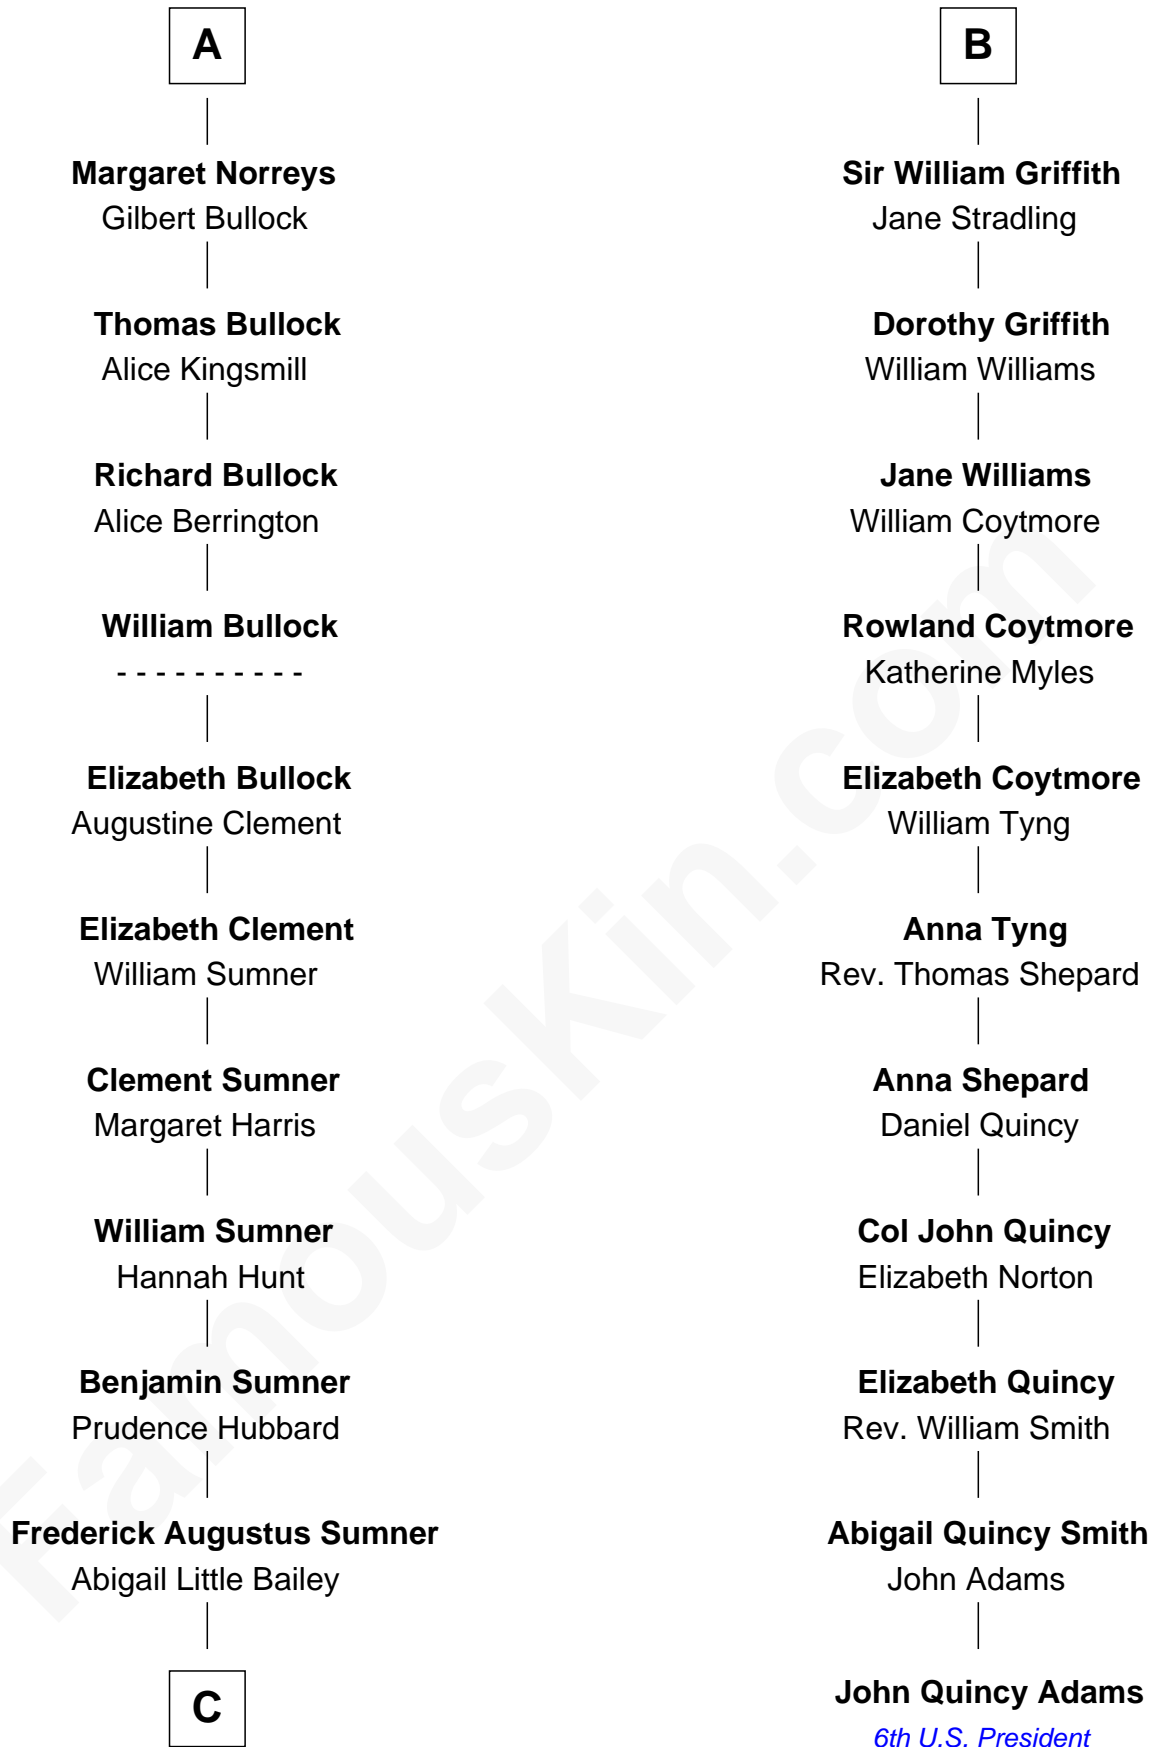 A
Margaret Norreys
Gilbert Bullock
Thomas Bullock
Alice Kingsmill
Richard Bullock
Alice Berrington
William Bullock
- - - - - - - - - -
Elizabeth Bullock
Augustine Clement
Elizabeth Clement
William Sumner
Clement Sumner
Margaret Harris
William Sumner
Hannah Hunt
Benjamin Sumner
Prudence Hubbard
Frederick Augustus Sumner
Abigail Little Bailey
C
B
Sir William Griffith
Jane Stradling
Dorothy Griffith
William Williams
Jane Williams
William Coytmore
Rowland Coytmore
Katherine Myles
Elizabeth Coytmore
William Tyng
Anna Tyng
Rev. Thomas Shepard
Anna Shepard
Daniel Quincy
Col John Quincy
Elizabeth Norton
Elizabeth Quincy
Rev. William Smith
Abigail Quincy Smith
John Adams
John Quincy Adams
6th U.S. President
FamousKin.com